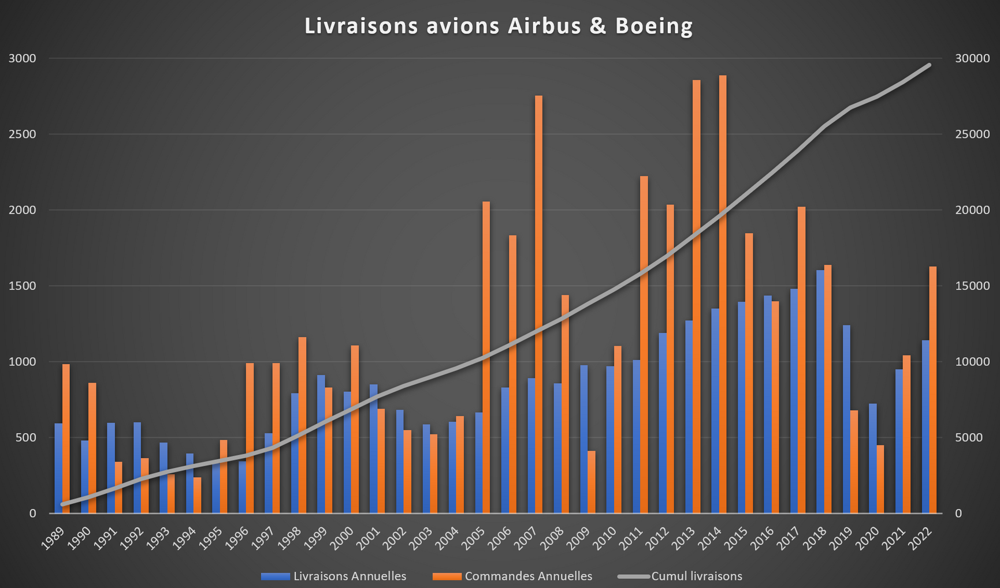 Livraisons avions Airbus & Boeing
3000 30000
2500 25000
2000 20000
1500 15000
1000 10000
500 5000
0 0
1989 1990 1991 1992 1993 1994 1995 1996 1997 1998 1999 2000 2001 2002 2003 2004 2005 2006 2007 2008 2009 2010 2011 2012 2013 2014 2015 2016 2017 2018 2019 2020 2021 2022
Livraisons Annuelles Commandes Annuelles Cumul livraisons